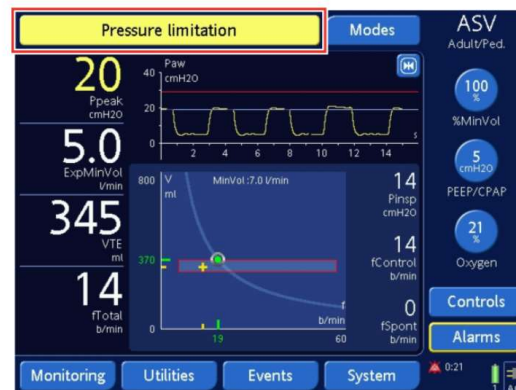 Pressure limitation
Modes
ASV
Adult/Ped.
20
Ppeak
cmH2O
5.0
ExpMinVol
l/min
345
VTE
ml
14
fTotal
b/min
Paw
cmH2O
40
20
0
2 4 6 8 10 12 14
s
800
V
ml
MinVol :7.0 l/min
370
0
19
60
f
b/min
14
Pinsp
cmH2O
14
fControl
b/min
0
fSpont
b/min
100
%
%MinVol
5
cmH2O
PEEP/CPAP
21
%
Oxygen
Controls
Alarms
Monitoring
Utilities
Events
System
0:21
1